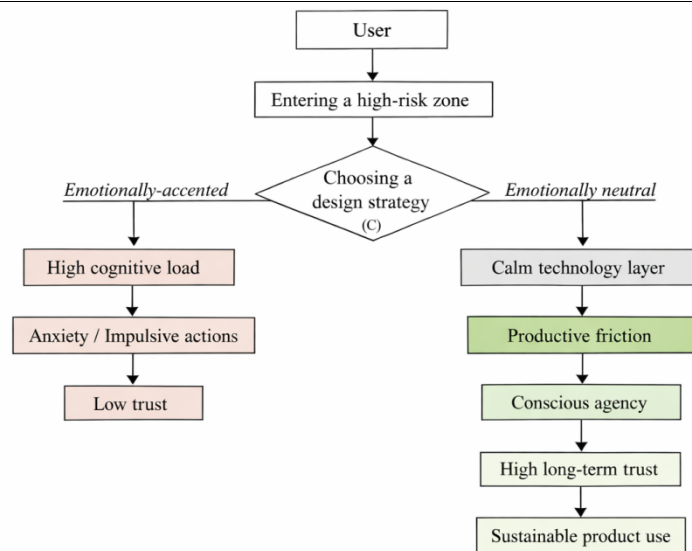 User
Entering a high-risk zone
Choosing a
design strategy
(C)
Emotionally-accented
Emotionally neutral
High cognitive load
Calm technology layer
Anxiety / Impulsive actions
Productive friction
Low trust
Conscious agency
High long-term trust
Sustainable product use